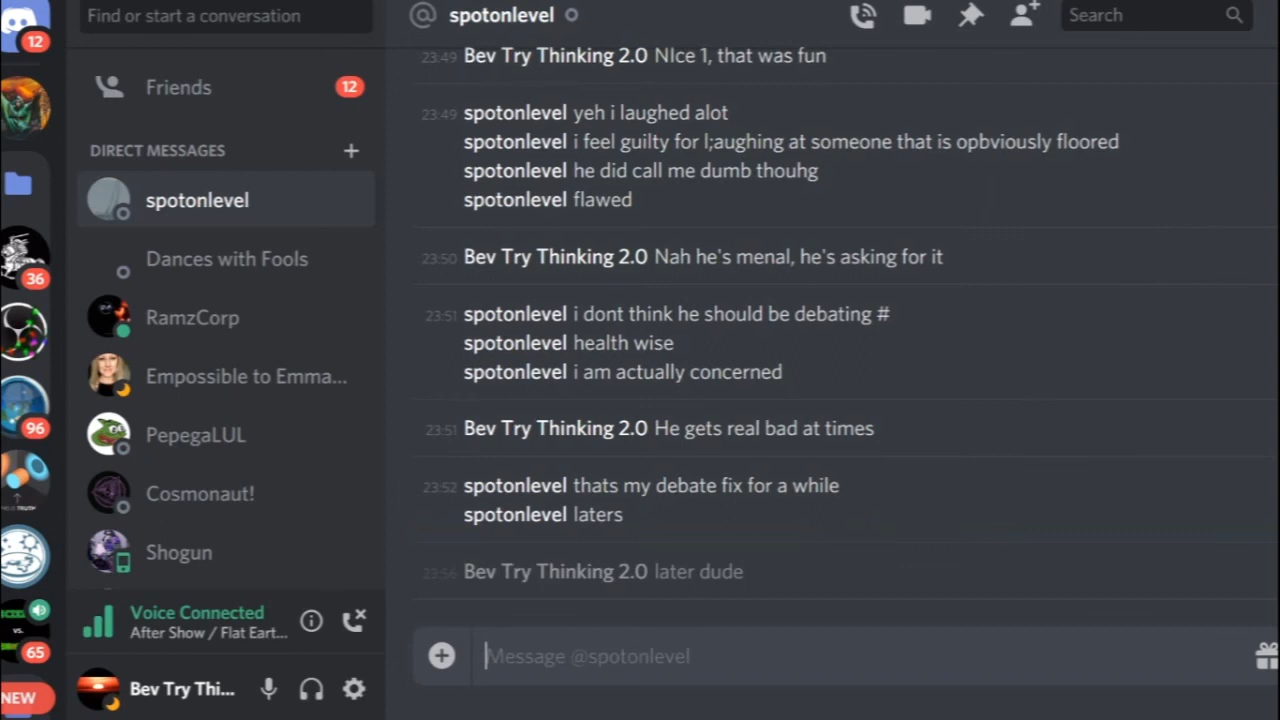 12
Find or start a conversation
@ spotonlevel
Search
23:49 Bev Try Thinking 2.0 NIce 1, that was fun
Friends 12
DIRECT MESSAGES +
23:49 spotonlevel yeh i laughed alot
spotonlevel i feel guilty for l;aughing at someone that is opbviously floored
spotonlevel he did call me dumb thouhg
spotonlevel flawed
spotonlevel
Dances with Fools
23:50 Bev Try Thinking 2.0 Nah he's menal, he's asking for it
36
RamzCorp
23:51 spotonlevel i dont think he should be debating #
spotonlevel health wise
spotonlevel i am actually concerned
Empossible to Emma...
96
PepegaLUL
23:51 Bev Try Thinking 2.0 He gets real bad at times
Cosmonaut!
23:52 spotonlevel thats my debate fix for a while
spotonlevel laters
TRUTH
Shogun
23:56 Bev Try Thinking 2.0 later dude
Voice Connected
After Show / Flat Eart...
VS.
65
Message @spotonlevel
NEW
Bev Try Thi...